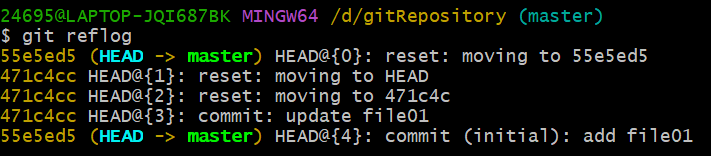 24695@LAPTOP-JQI687BK MINGW64 /d/gitRepository (master)
$ git reflog
55e5ed5 (HEAD -> master) HEAD@{0}: reset: moving to 55e5ed5
471c4cc HEAD@{1}: reset: moving to HEAD
471c4cc HEAD@{2}: reset: moving to 471c4c
471c4cc HEAD@{3}: commit: update file01
55e5ed5 (HEAD -> master) HEAD@{4}: commit (initial): add file01